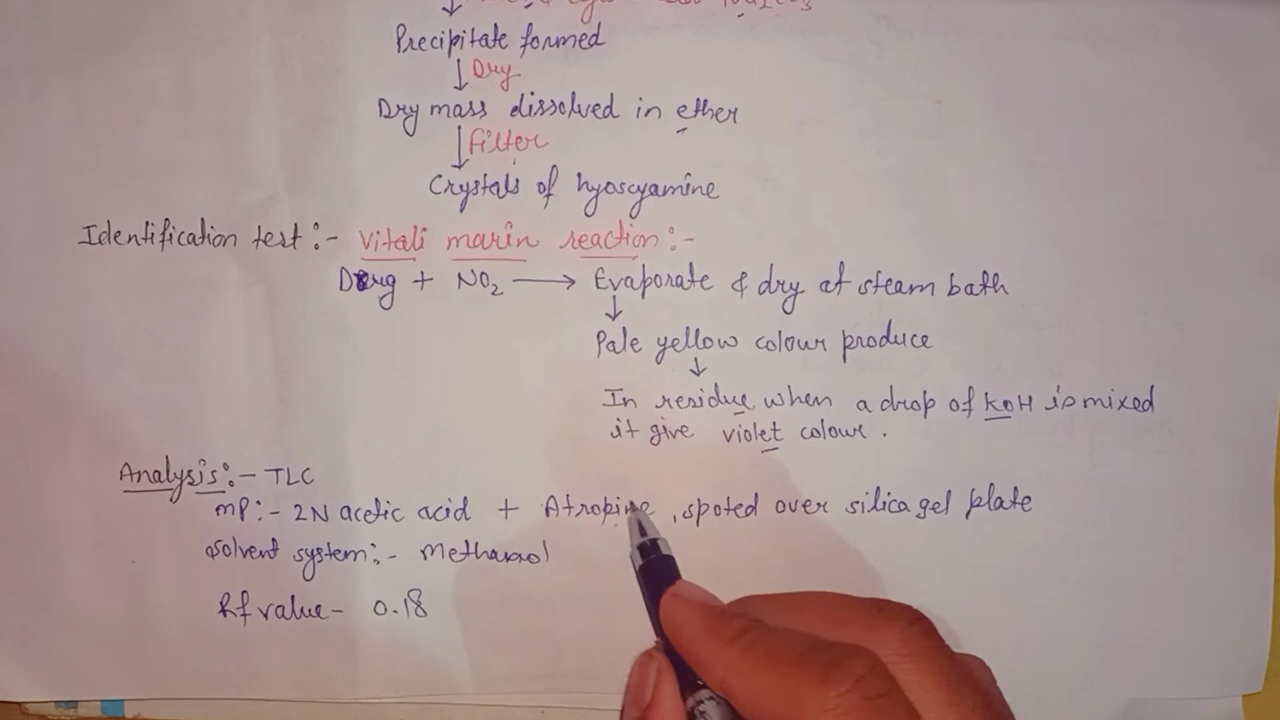 Precipitate formed
↓ Dry
Dry mass dissolved in ether
↓ Filter
Crystals of hyoscyamine
Identification test:- Vitali marin reaction:-
Drug + NO₂ → Evaporate & dry at steam bath
↓
Pale yellow colour produce
↓
In residue when a drop of KOH is mixed
it give violet colour.
Analysis:- TLC
MP:- 2N acetic acid + Atropine, spoted over silica gel plate
Solvent system:- Methanol
Rf value- 0.18